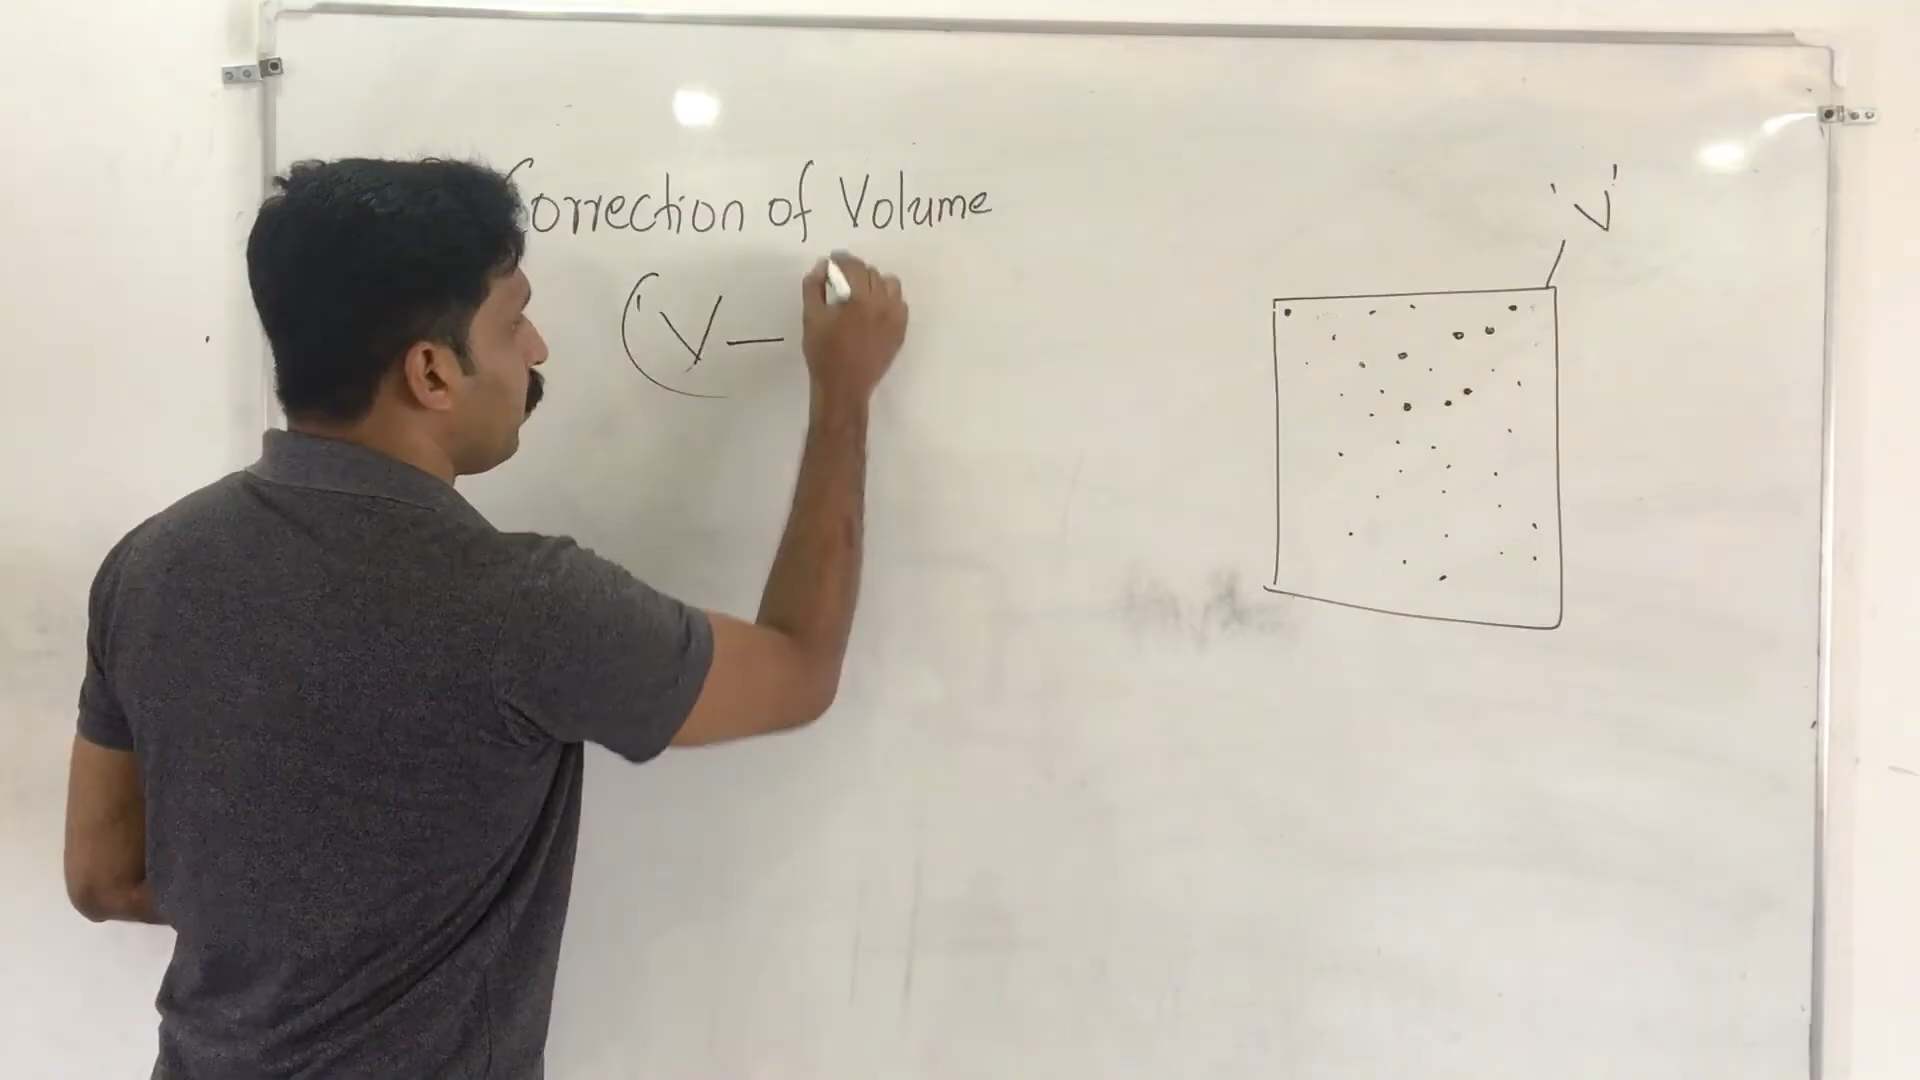 Correction of Volume
(V –
'V'